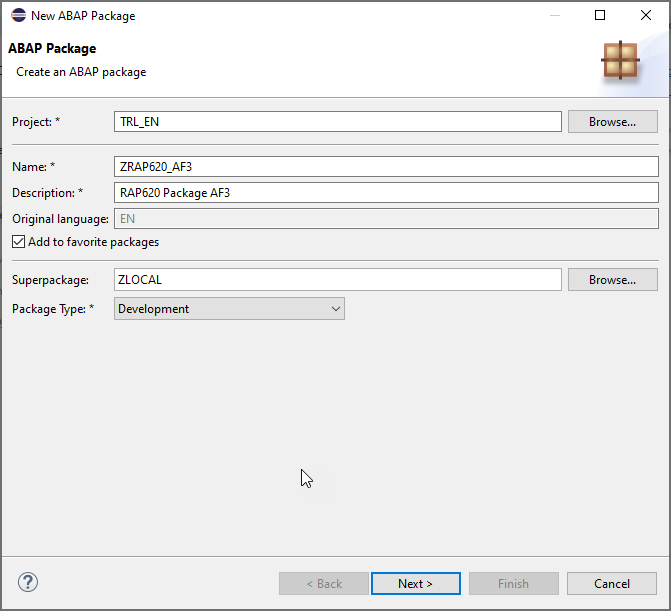 New ABAP Package
ABAP Package
Create an ABAP package
Project: * TRL_EN Browse...
Name: * ZRAP620_AF3
Description: * RAP620 Package AF3
Original language: EN
Add to favorite packages
Superpackage: ZLOCAL Browse...
Package Type: * Development
? < Back Next > Finish Cancel